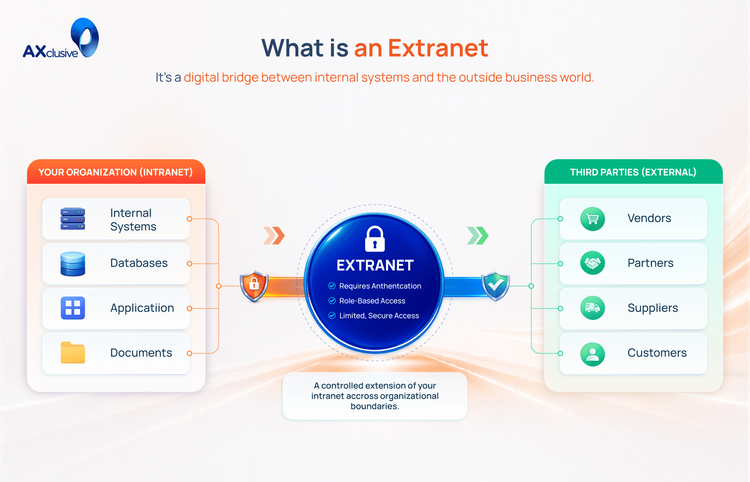 AXclusive
What is an Extranet
It's a digital bridge between internal systems and the outside business world.
YOUR ORGANIZATION (INTRANET)
Internal
Systems
Databases
Applicatiion
Documents
EXTRANET
Requires Anthentcation
Role-Based Access
Limited, Secure Access
A controlled extension of your
intranet accross organizational
boundaries.
THIRD PARTIES (EXTERNAL)
Vendors
Partners
Suppliers
Customers